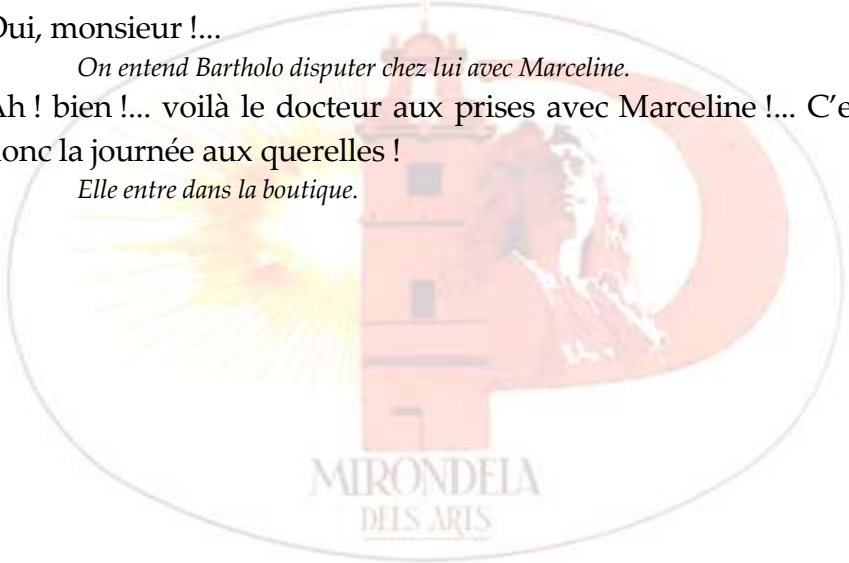 Oui, monsieur !...
On entend Bartholo disputer chez lui avec Marceline.
Ah ! bien !... voilà le docteur aux prises avec Marceline !... C’e
donc la journée aux querelles !
Elle entre dans la boutique.
MIRONDELA
DELS ARTS